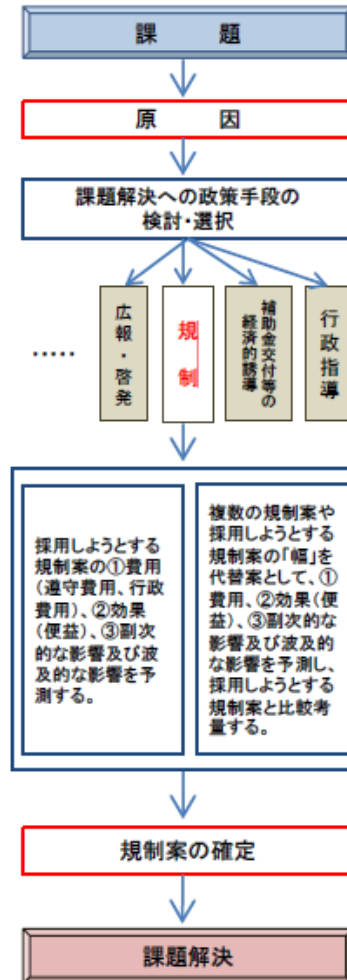 課　　題
原　　因
課題解決への政策手段の
検討・選択
・・・・・
広報・啓発
規制
補助金交付等の
経済的誘導
行政指導
採用しようとする
規制案の①費用
(遵守費用、行政
費用)、②効果
(便益)、③副次
的な影響及び波
及的な影響を予
測する。
複数の規制案や
採用しようとする
規制案の「幅」を
代替案として、①
費用、②効果(便
益)、③副次的な
影響及び波及的
な影響を予測し、
採用しようとする
規制案と比較考
量する。
規制案の確定
課題解決